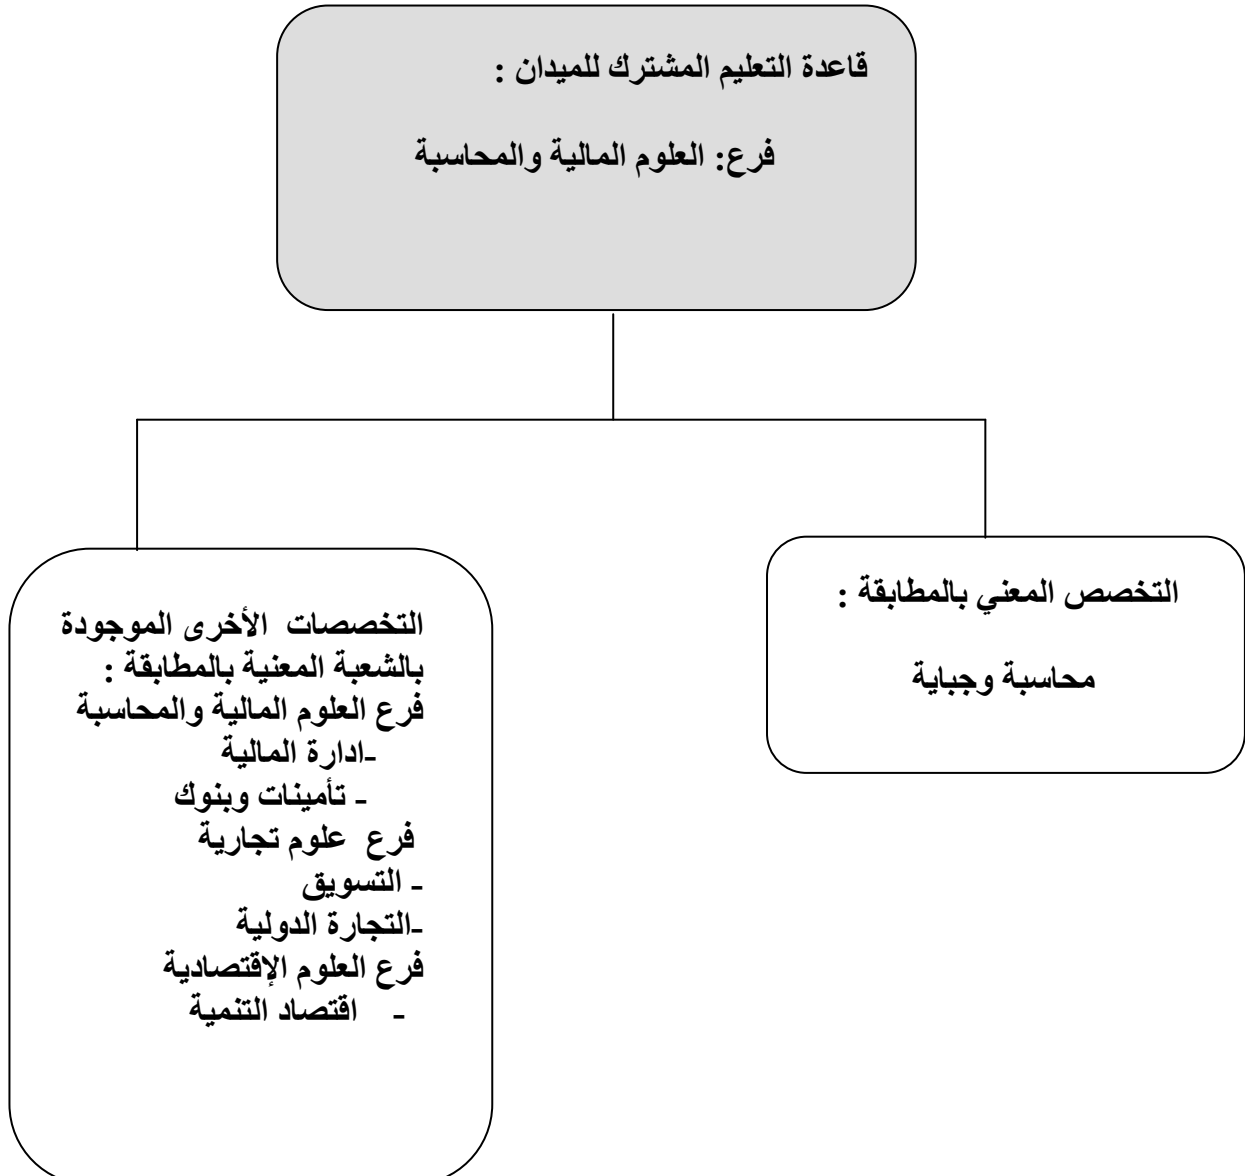 قاعدة التعليم المشترك للميدان :
فرع: العلوم المالية والمحاسبة
التخصص المعني بالمطابقة :
محاسبة وجباية
التخصصات الأخرى الموجودة
بالشعبة المعنية بالمطابقة :
فرع العلوم المالية والمحاسبة
-ادارة المالية
- تأمينات وبنوك
فرع علوم تجارية
- التسويق
-التجارة الدولية
فرع العلوم الإقتصادية
- اقتصاد التنمية